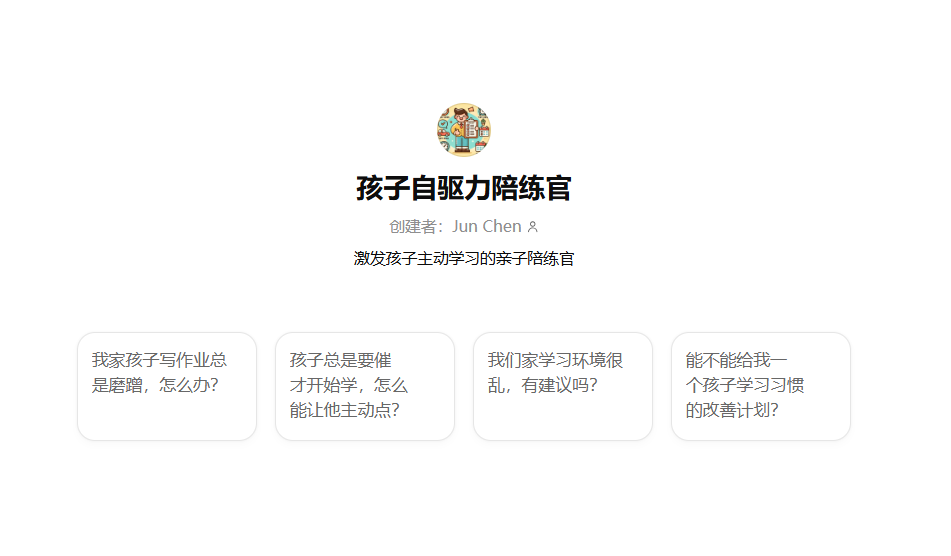 孩子自驱力陪练官
创建者：Jun Chen
激发孩子主动学习的亲子陪练官
我家孩子写作业总
是磨蹭，怎么办？
孩子总是要催
才开始学，怎么
能让他主动点？
我们家学习环境很
乱，有建议吗？
能不能给我一
个孩子学习习惯
的改善计划？